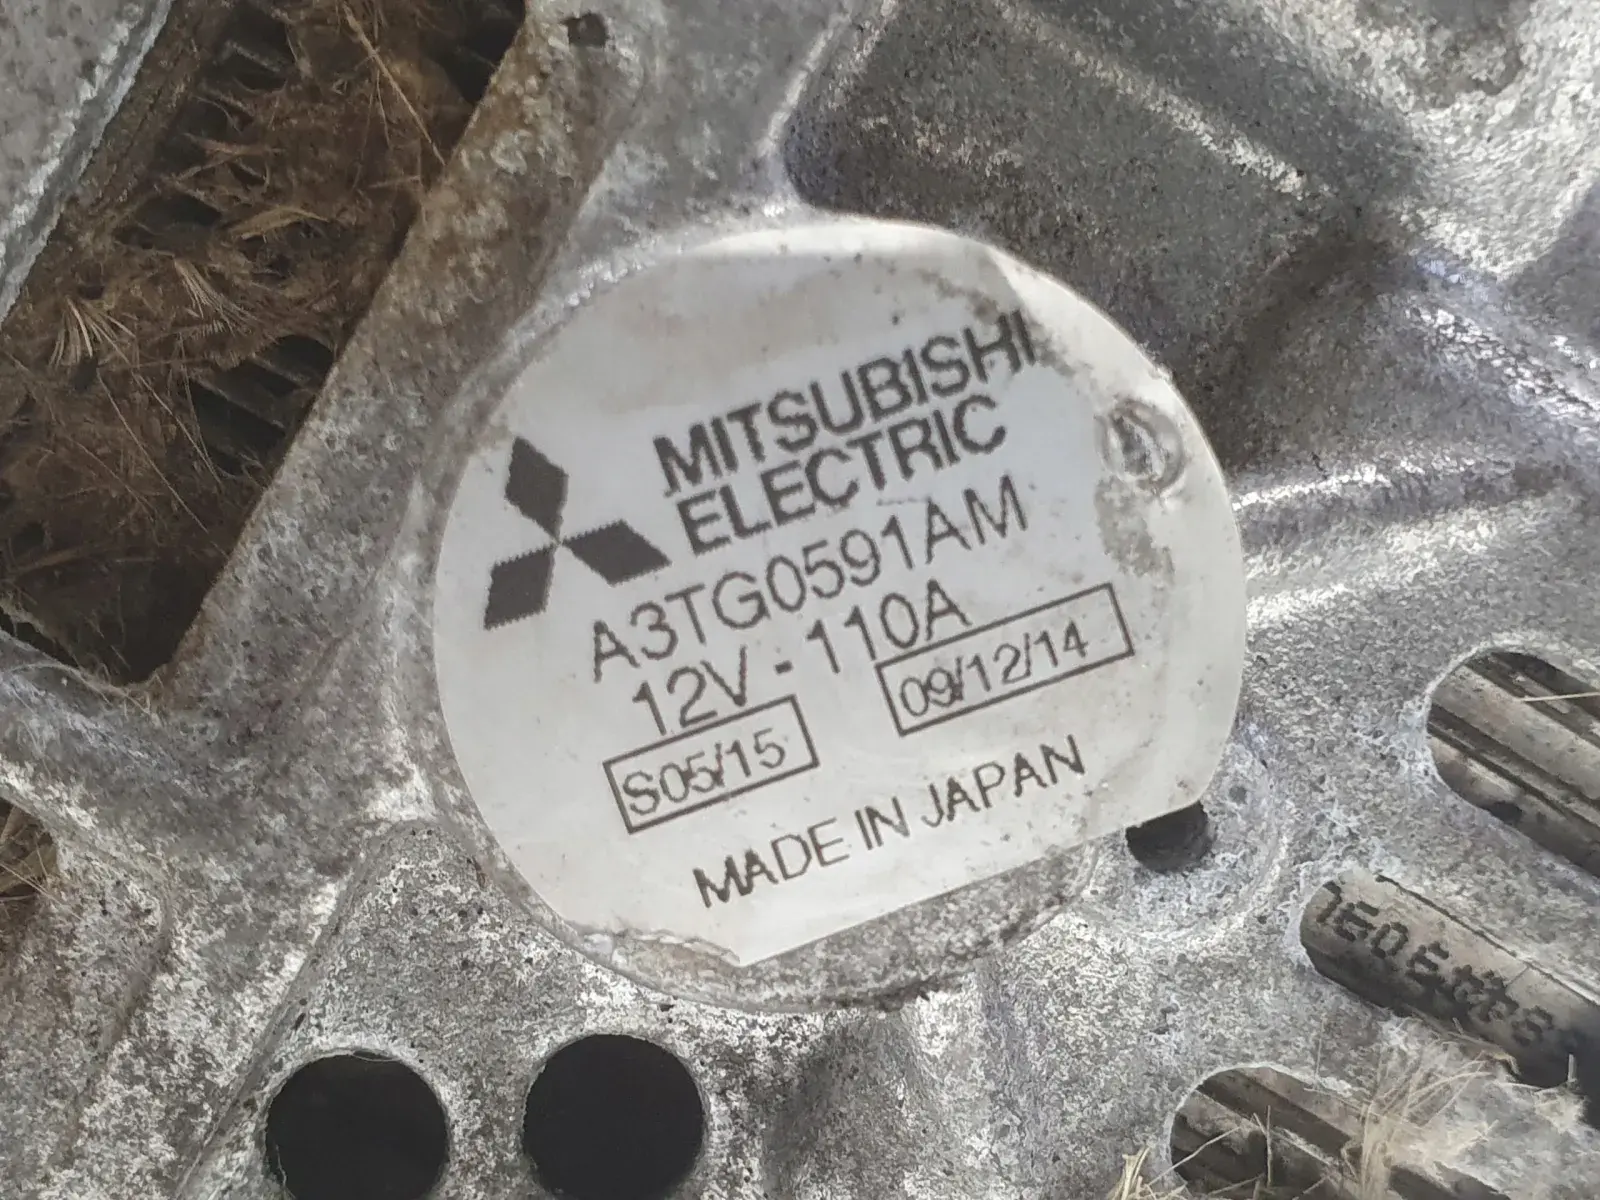 MITSUBISHI
ELECTRIC
A3TG0591AM
12V - 110A
S05/15
09/12/14
MADE IN JAPAN